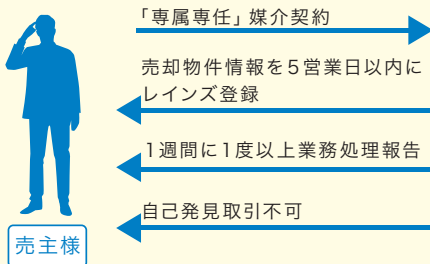 「専属専任」媒介契約
売却物件情報を5営業日以内に
レインズ登録
1週間に1度以上業務処理報告
自己発見取引不可
売主様